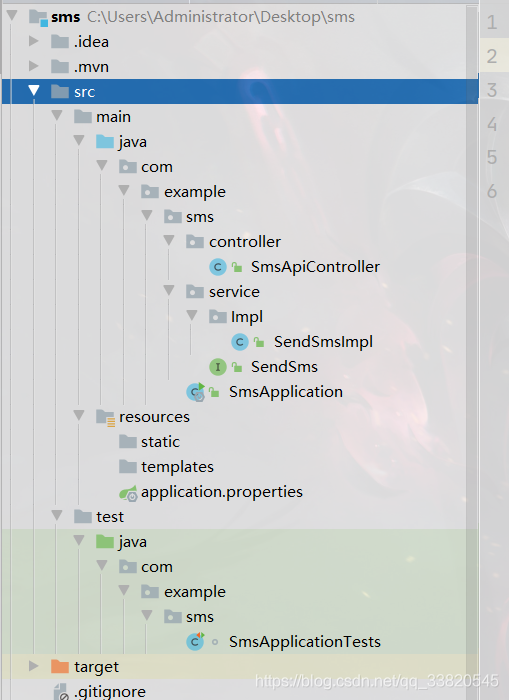 sms C:\Users\Administrator\Desktop\sms
1
.idea
2
.mvn
src
3
main
4
java
com
5
example
6
sms
controller
C SmsApiController
service
Impl
C SendSmsImpl
I SendSms
C SmsApplication
resources
static
templates
application.properties
test
java
com
example
sms
C SmsApplicationTests
target
https://blog.csdn.net/qq_33820545
.gitignore